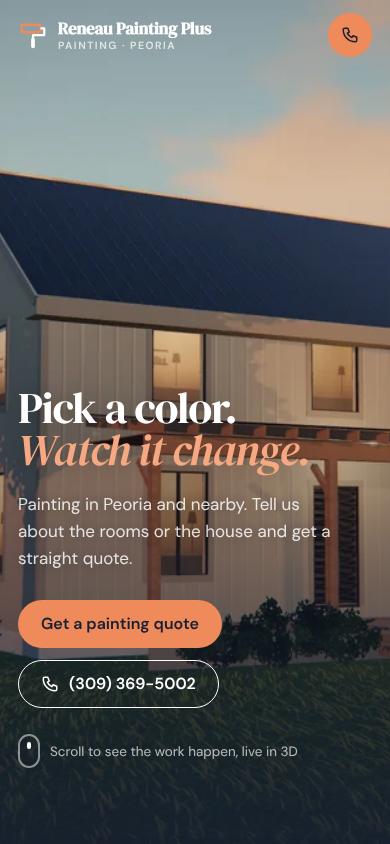 Reneau Painting Plus
PAINTING · PEORIA
Pick a color.
Watch it change.
Painting in Peoria and nearby. Tell us
about the rooms or the house and get a
straight quote.
Get a painting quote
(309) 369-5002
Scroll to see the work happen, live in 3D